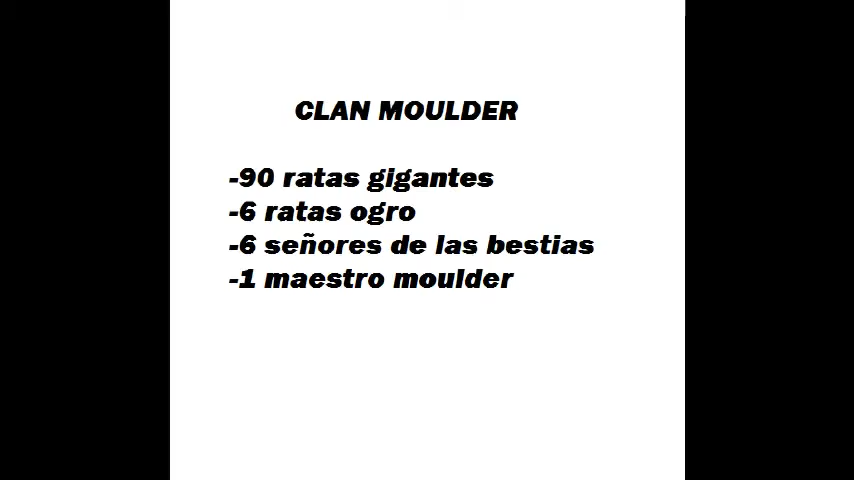 CLAN MOULDER
-90 ratas gigantes
-6 ratas ogro
-6 señores de las bestias
-1 maestro moulder